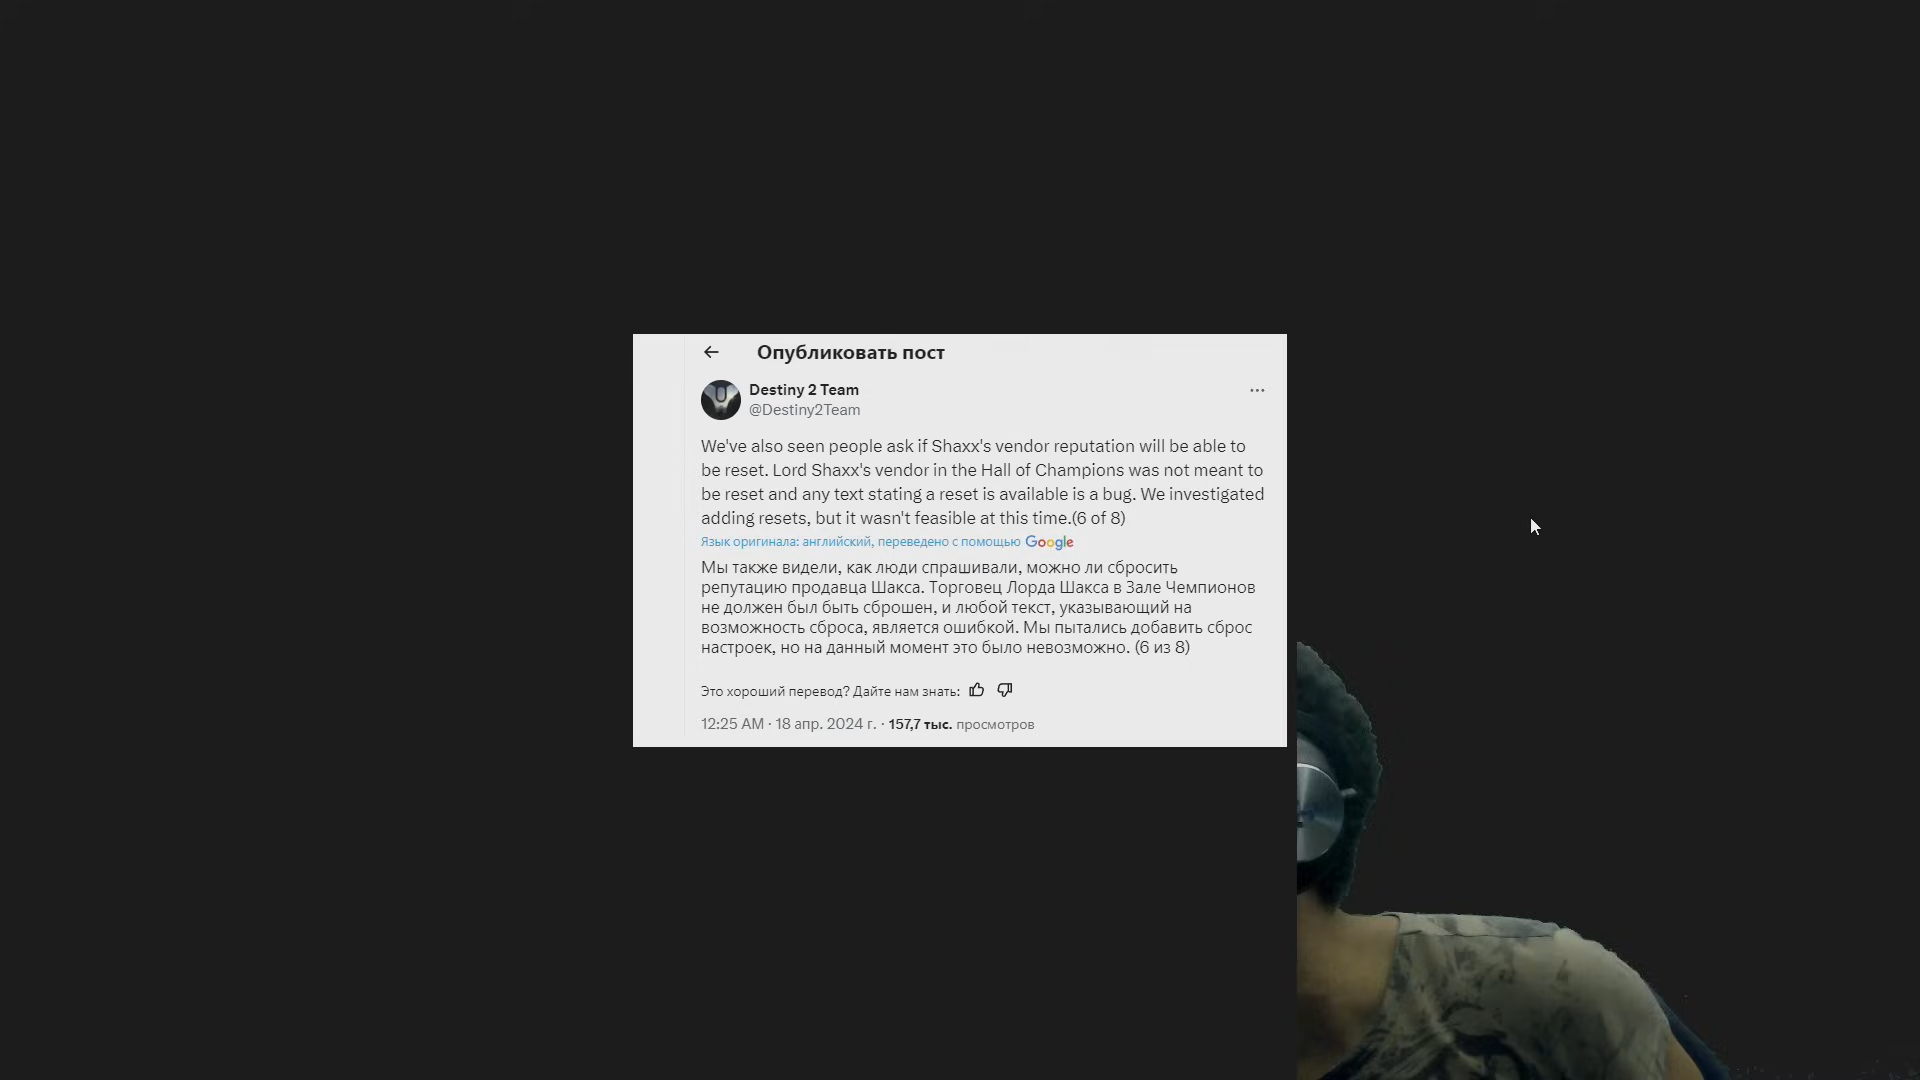 Опубликовать пост
Destiny 2 Team
@Destiny2Team
We've also seen people ask if Shaxx's vendor reputation will be able to
be reset. Lord Shaxx's vendor in the Hall of Champions was not meant to
be reset and any text stating a reset is available is a bug. We investigated
adding resets, but it wasn't feasible at this time.(6 of 8)
Язык оригинала: английский, переведено с помощью Google
Мы также видели, как люди спрашивали, можно ли сбросить
репутацию продавца Шакса. Торговец Лорда Шакса в Зале Чемпионов
не должен был быть сброшен, и любой текст, указывающий на
возможность сброса, является ошибкой. Мы пытались добавить сброс
настроек, но на данный момент это было невозможно. (6 из 8)
Это хороший перевод? Дайте нам знать:
12:25 AM · 18 апр. 2024 г. · 157,7 тыс. просмотров